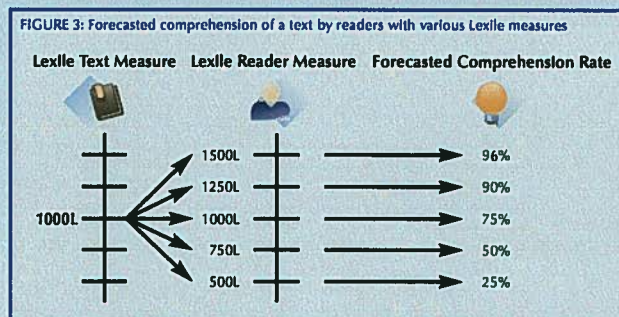 FIGURE 3: Forecasted comprehension of a text by readers with various Lexile measures
Lexile Text Measure Lexile Reader Measure Forecasted Comprehension Rate
1500L 96%
1250L 90%
1000L 1000L 75%
750L 50%
500L 25%